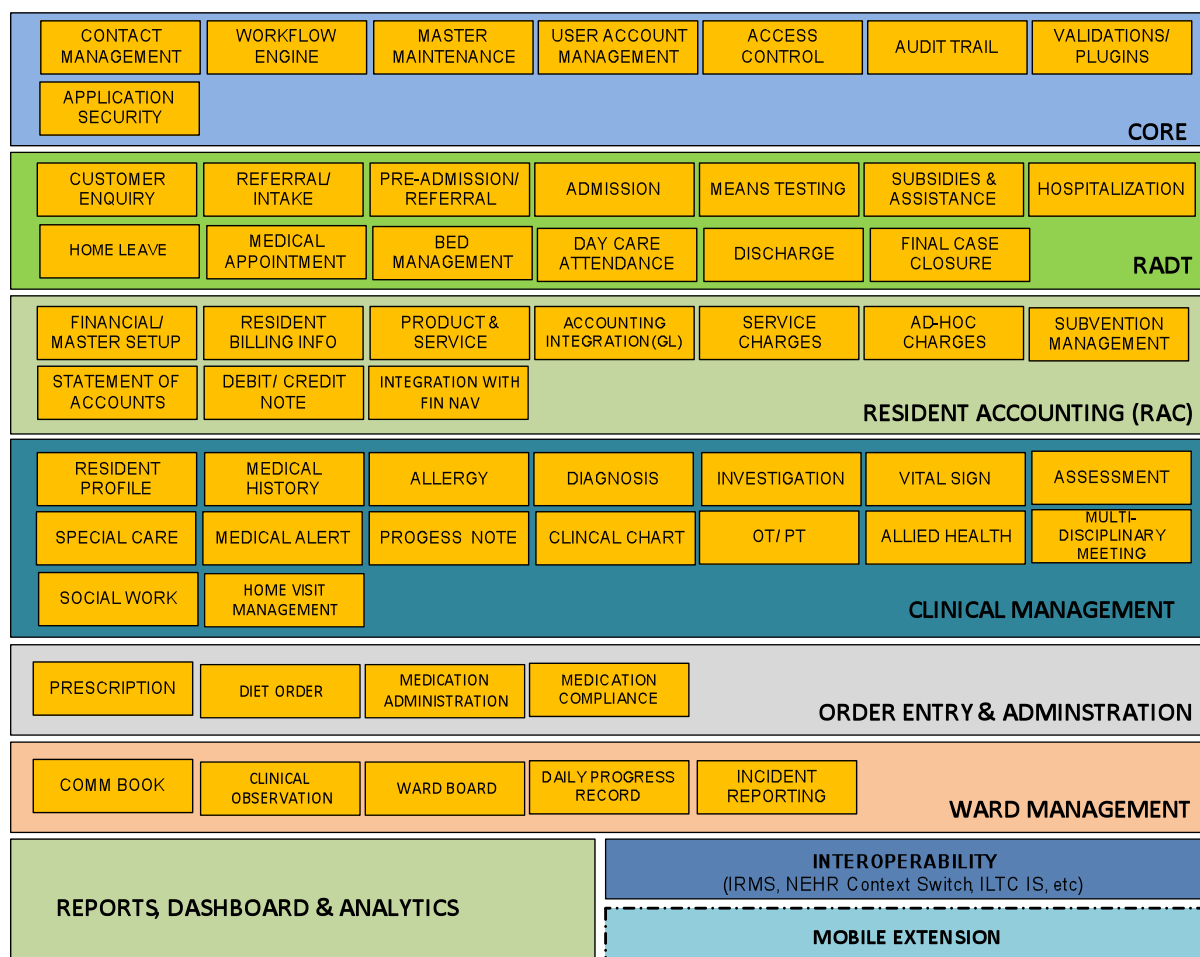 CONTACT
MANAGEMENT
WORKFLOW
ENGINE
MASTER
MAINTENANCE
USER ACCOUNT
MANAGEMENT
ACCESS
CONTROL
AUDIT TRAIL
VALIDATIONS/
PLUGINS
APPLICATION
SECURITY
CORE
CUSTOMER
ENQUIRY
REFERRAL/
INTAKE
PRE-ADMISSION/
REFERRAL
ADMISSION
MEANS TESTING
SUBSIDIES &
ASSISTANCE
HOSPITALIZATION
HOME LEAVE
MEDICAL
APPOINTMENT
BED
MANAGEMENT
DAY CARE
ATTENDANCE
DISCHARGE
FINAL CASE
CLOSURE
RADT
FINANCIAL/
MASTER SETUP
RESIDENT
BILLING INFO
PRODUCT &
SERVICE
ACCOUNTING
INTEGRATION(GL)
SERVICE
CHARGES
AD-HOC
CHARGES
SUBVENTION
MANAGEMENT
STATEMENT OF
ACCOUNTS
DEBIT/ CREDIT
NOTE
INTEGRATION WITH
FIN NAV
RESIDENT ACCOUNTING (RAC)
RESIDENT
PROFILE
MEDICAL
HISTORY
ALLERGY
DIAGNOSIS
INVESTIGATION
VITAL SIGN
ASSESSMENT
SPECIAL CARE
MEDICAL ALERT
PROGESS NOTE
CLINCAL CHART
OT/ PT
ALLIED HEALTH
MULTI-
DISCIPLINARY
MEETING
SOCIAL WORK
HOME VISIT
MANAGEMENT
CLINICAL MANAGEMENT
PRESCRIPTION
DIET ORDER
MEDICATION
ADMINISTRATION
MEDICATION
COMPLIANCE
ORDER ENTRY & ADMINSTRATION
COMM BOOK
CLINICAL
OBSERVATION
WARD BOARD
DAILY PROGRESS
RECORD
INCIDENT
REPORTING
WARD MANAGEMENT
REPORTS, DASHBOARD & ANALYTICS
INTEROPERABILITY
(IRMS, NEHR Context Switch, ILTC IS, etc)
MOBILE EXTENSION